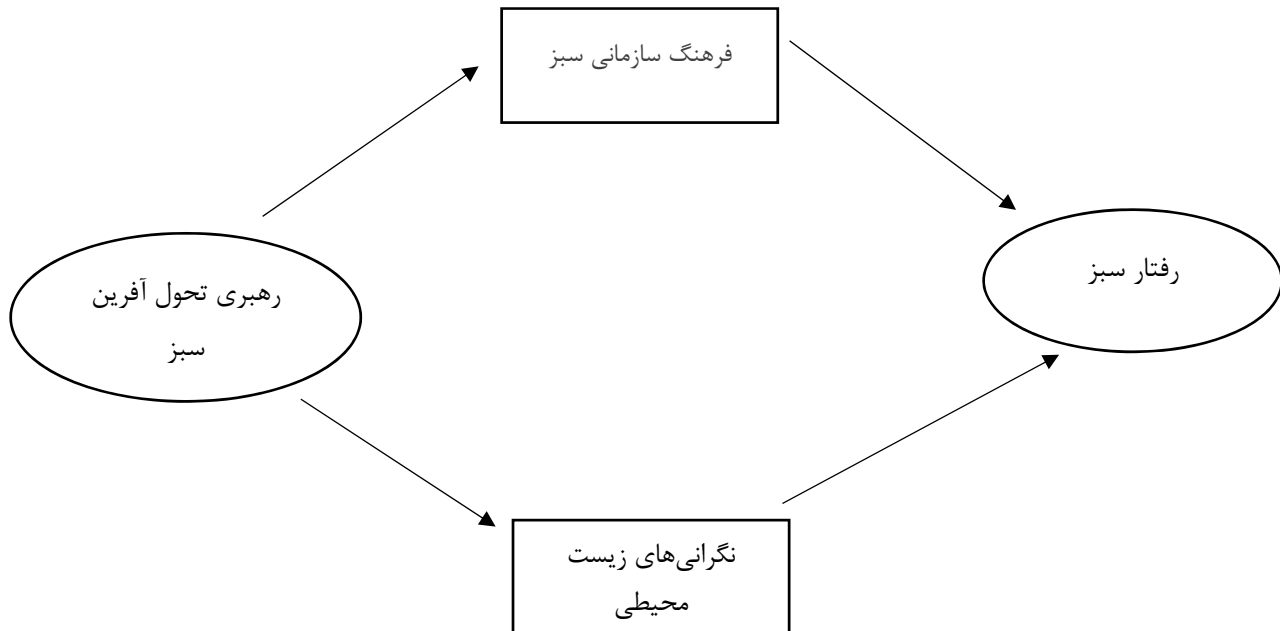 فرهنگ سازمانی سبز
رفتار سبز
رهبری تحول آفرین
سبز
نگرانی‌های زیست
محیطی